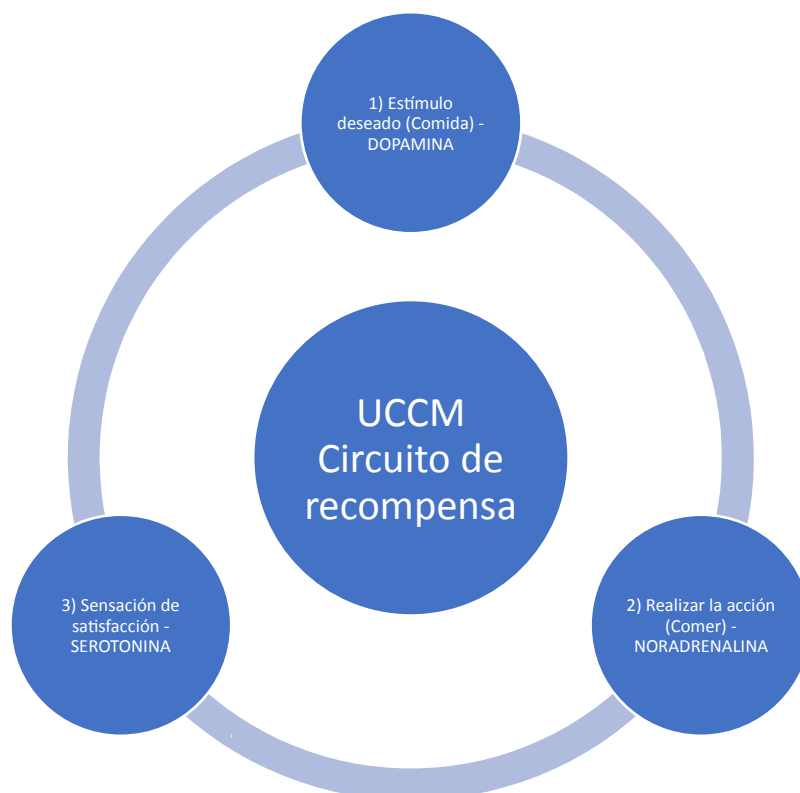 1) Estímulo
deseado (Comida) -
DOPAMINA
UCCM
Circuito de
recompensa
3) Sensación de
satisfacción -
SEROTONINA
2) Realizar la acción
(Comer) -
NORADRENALINA